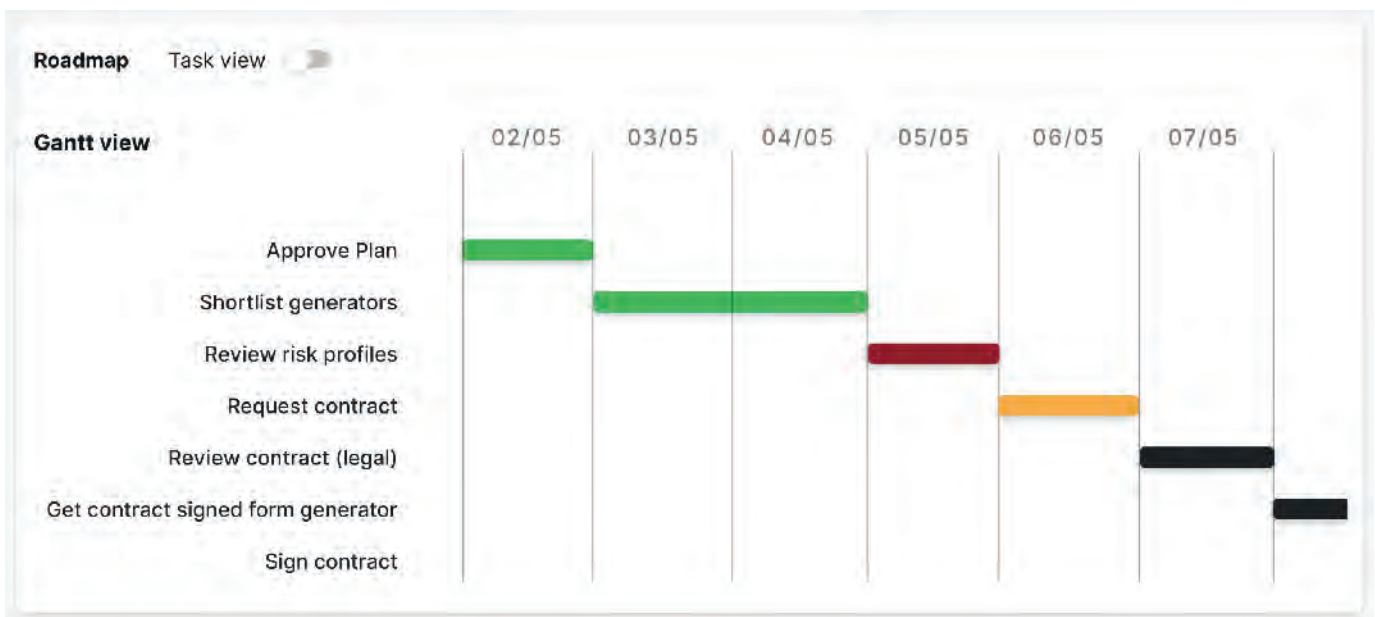 Roadmap Task view
Gantt view 02/05 03/05 04/05 05/05 06/05 07/05
Approve Plan
Shortlist generators
Review risk profiles
Request contract
Review contract (legal)
Get contract signed form generator
Sign contract